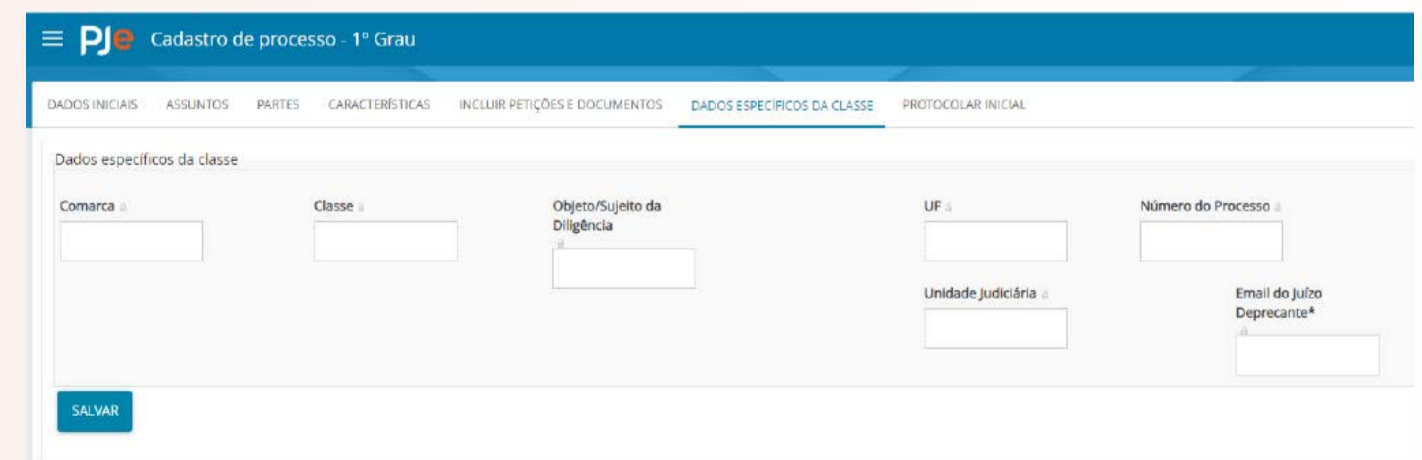 PJe Cadastro de processo - 1º Grau
DADOS INICIAIS ASSUNTOS PARTES CARACTERÍSTICAS INCLUIR PETIÇÕES E DOCUMENTOS DADOS ESPECÍFICOS DA CLASSE PROTOCOLAR INICIAL
Dados específicos da classe
Comarca
Classe
Objeto/Sujeito da
Diligência
UF
Número do Processo
Unidade Judiciária
Email do Juízo
Deprecante*
SALVAR